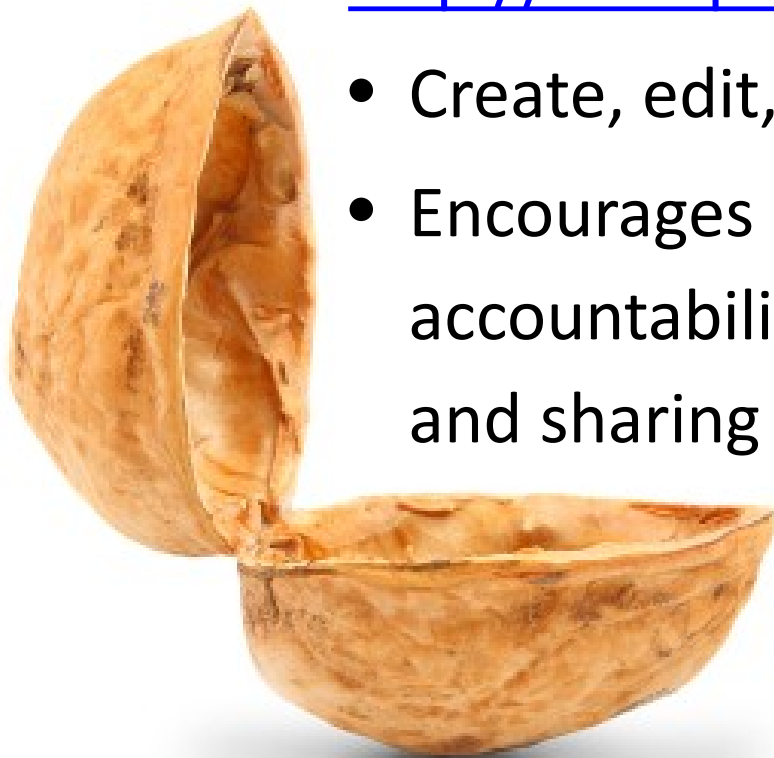 • Create, edit,
• Encourages
accountabili
and sharing